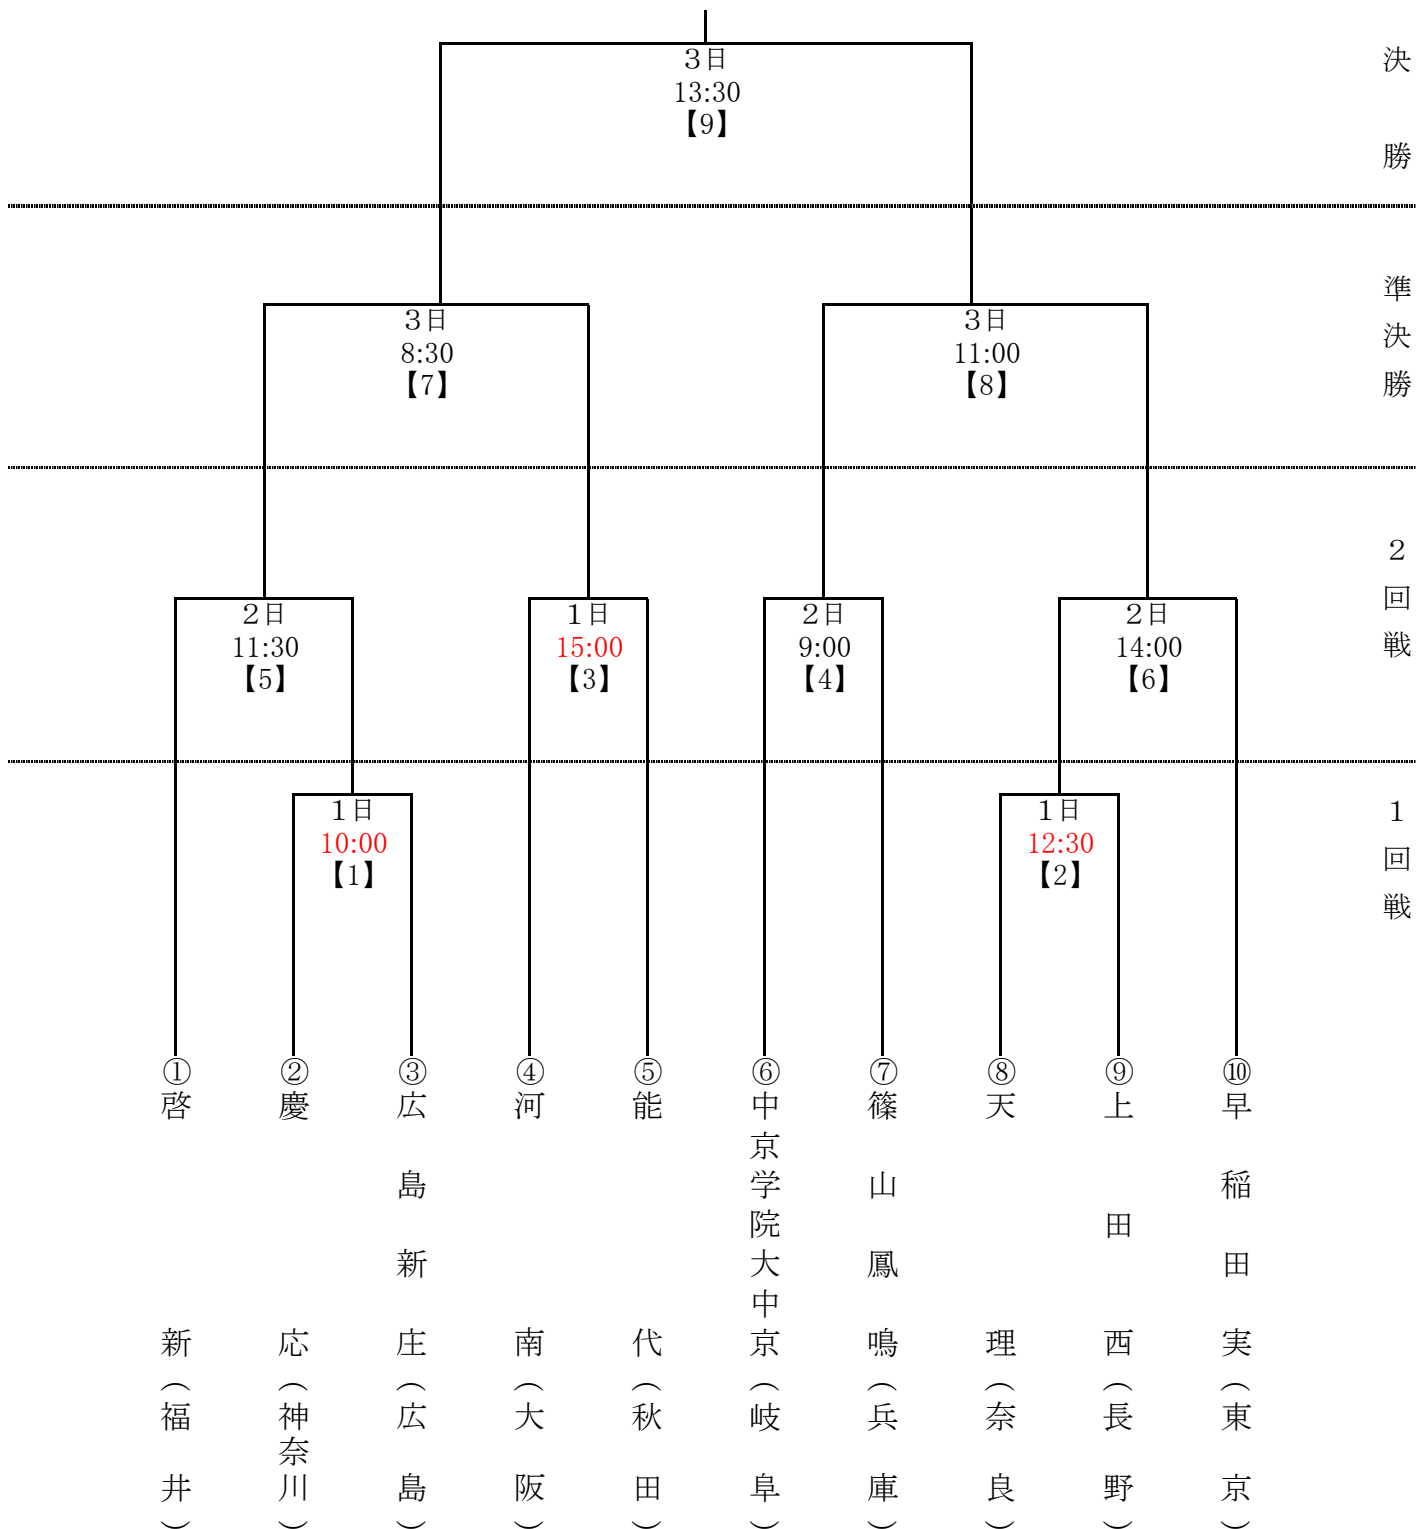 3日
13:30
【9】
決勝
3日
8:30
【7】
3日
11:00
【8】
準決勝
2日
11:30
【5】
1日
15:00
【3】
2日
9:00
【4】
2日
14:00
【6】
2回戦
1日
10:00
【1】
1日
12:30
【2】
1回戦
①啓新（福井）
②慶応（神奈川）
③広島新庄（広島）
④河南（大阪）
⑤能代（秋田）
⑥中京学院大中京（岐阜）
⑦篠山鳳鳴（兵庫）
⑧天理（奈良）
⑨上田西（長野）
⑩早稲田実（東京）